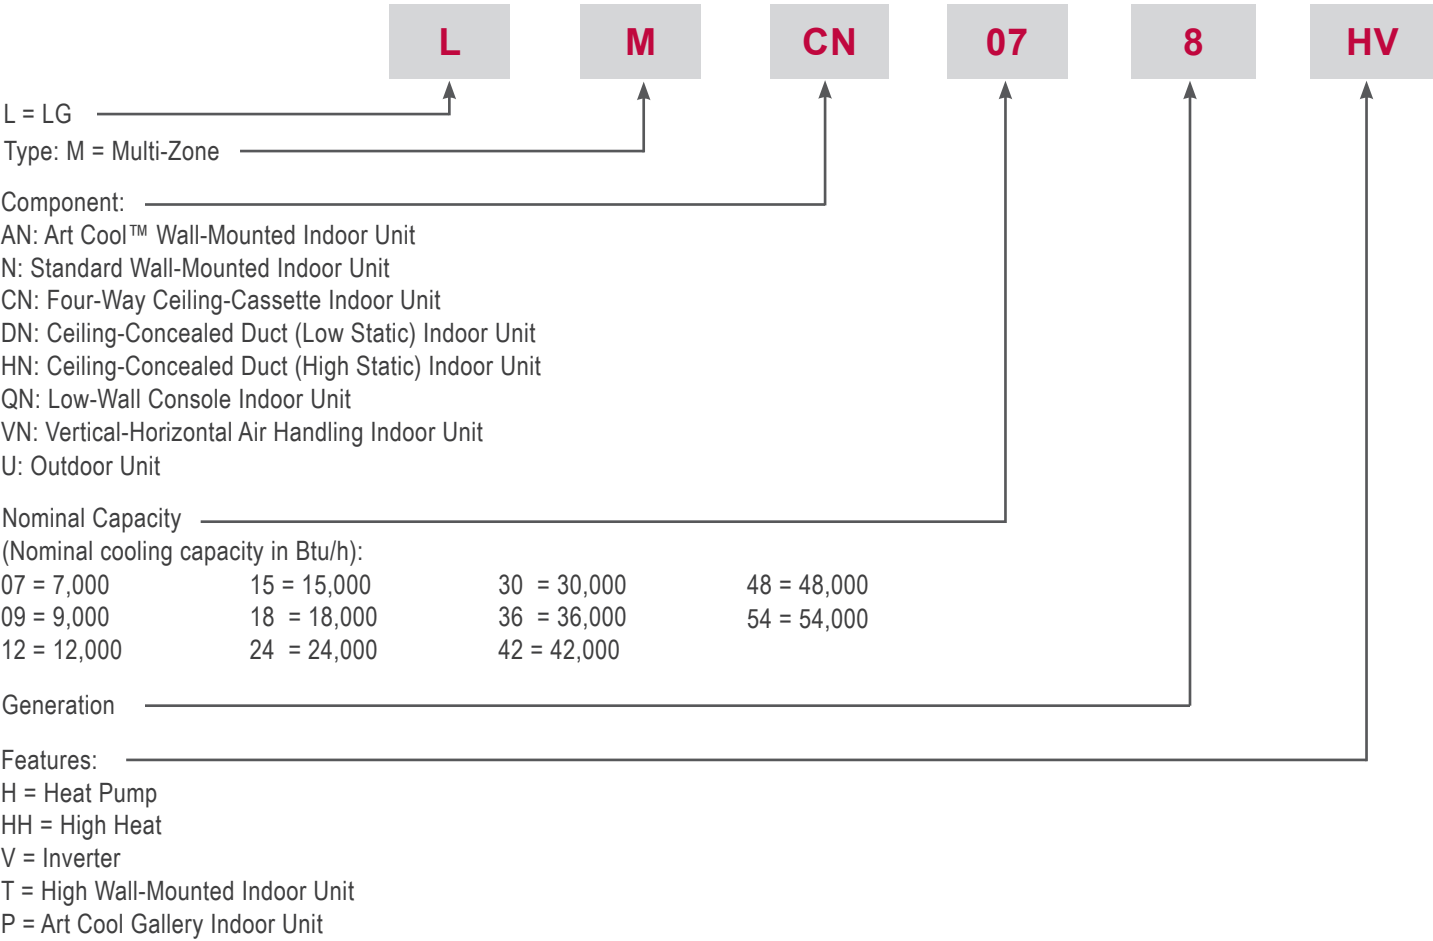 L M CN 07 8 HV
L = LG
Type: M = Multi-Zone
Component:
AN: Art Cool™ Wall-Mounted Indoor Unit
N: Standard Wall-Mounted Indoor Unit
CN: Four-Way Ceiling-Cassette Indoor Unit
DN: Ceiling-Concealed Duct (Low Static) Indoor Unit
HN: Ceiling-Concealed Duct (High Static) Indoor Unit
QN: Low-Wall Console Indoor Unit
VN: Vertical-Horizontal Air Handling Indoor Unit
U: Outdoor Unit
Nominal Capacity
(Nominal cooling capacity in Btu/h):
07 = 7,000 15 = 15,000 30 = 30,000 48 = 48,000
09 = 9,000 18 = 18,000 36 = 36,000 54 = 54,000
12 = 12,000 24 = 24,000 42 = 42,000
Generation
Features:
H = Heat Pump
HH = High Heat
V = Inverter
T = High Wall-Mounted Indoor Unit
P = Art Cool Gallery Indoor Unit